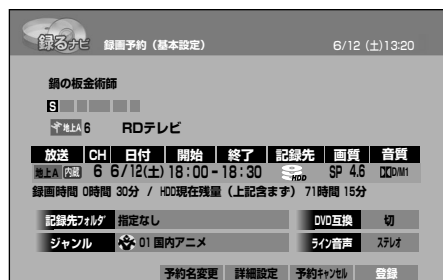 録るナビ 録画予約（基本設定） 6/12（土）13:20
鍋の板金術師
S
地上A 6 RDテレビ
放送 CH 日付 開始 終了 記録先 画質 音質
地上A 内蔵 6 6/12(土) 18:00 - 18:30 HDD SP 4.6 DD D/M1
録画時間 0時間 30分 / HDD現在残量（上記含まず） 71時間 15分
記録先フォルダ 指定なし DVD互換 切
ジャンル 01 国内アニメ ライン音声 ステレオ
予約名変更 詳細設定 予約キャンセル 登録